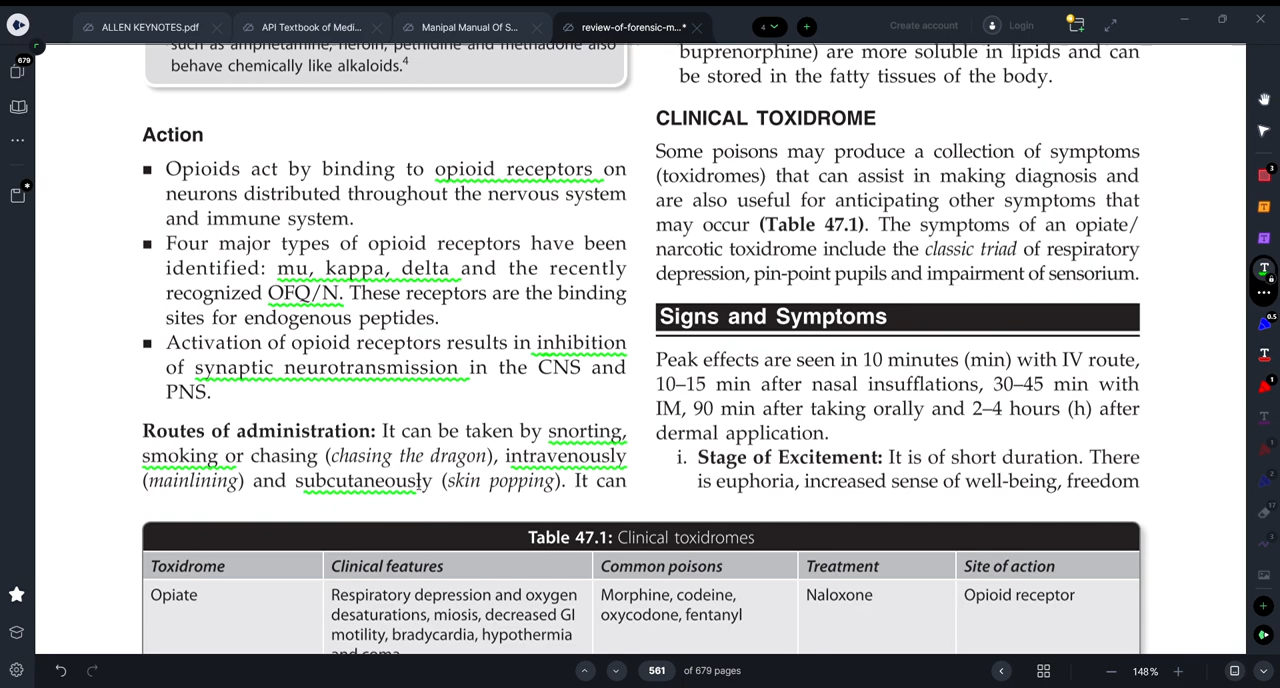 ALLEN KEYNOTES.pdf
API Textbook of Medi...
Manipal Manual Of S...
review-of-forensic-m...*
4
Create account
Login
679
such as amphetamine, heroin, pethidine and methadone also
behave chemically like alkaloids.4
Action
■ Opioids act by binding to opioid receptors on
neurons distributed throughout the nervous system
and immune system.
■ Four major types of opioid receptors have been
identified: mu, kappa, delta and the recently
recognized OFQ/N. These receptors are the binding
sites for endogenous peptides.
■ Activation of opioid receptors results in inhibition
of synaptic neurotransmission in the CNS and
PNS.
Routes of administration: It can be taken by snorting,
smoking or chasing (chasing the dragon), intravenously
(mainlining) and subcutaneously (skin popping). It can
buprenorphine) are more soluble in lipids and can
be stored in the fatty tissues of the body.
CLINICAL TOXIDROME
Some poisons may produce a collection of symptoms
(toxidromes) that can assist in making diagnosis and
are also useful for anticipating other symptoms that
may occur (Table 47.1). The symptoms of an opiate/
narcotic toxidrome include the classic triad of respiratory
depression, pin-point pupils and impairment of sensorium.
Signs and Symptoms
Peak effects are seen in 10 minutes (min) with IV route,
10–15 min after nasal insufflations, 30–45 min with
IM, 90 min after taking orally and 2–4 hours (h) after
dermal application.
i. Stage of Excitement: It is of short duration. There
is euphoria, increased sense of well-being, freedom
Table 47.1: Clinical toxidromes
Toxidrome Clinical features Common poisons Treatment Site of action
Opiate Respiratory depression and oxygen Morphine, codeine, Naloxone Opioid receptor
desaturations, miosis, decreased GI oxycodone, fentanyl
motility, bradycardia, hypothermia
and coma
561 of 679 pages
148%